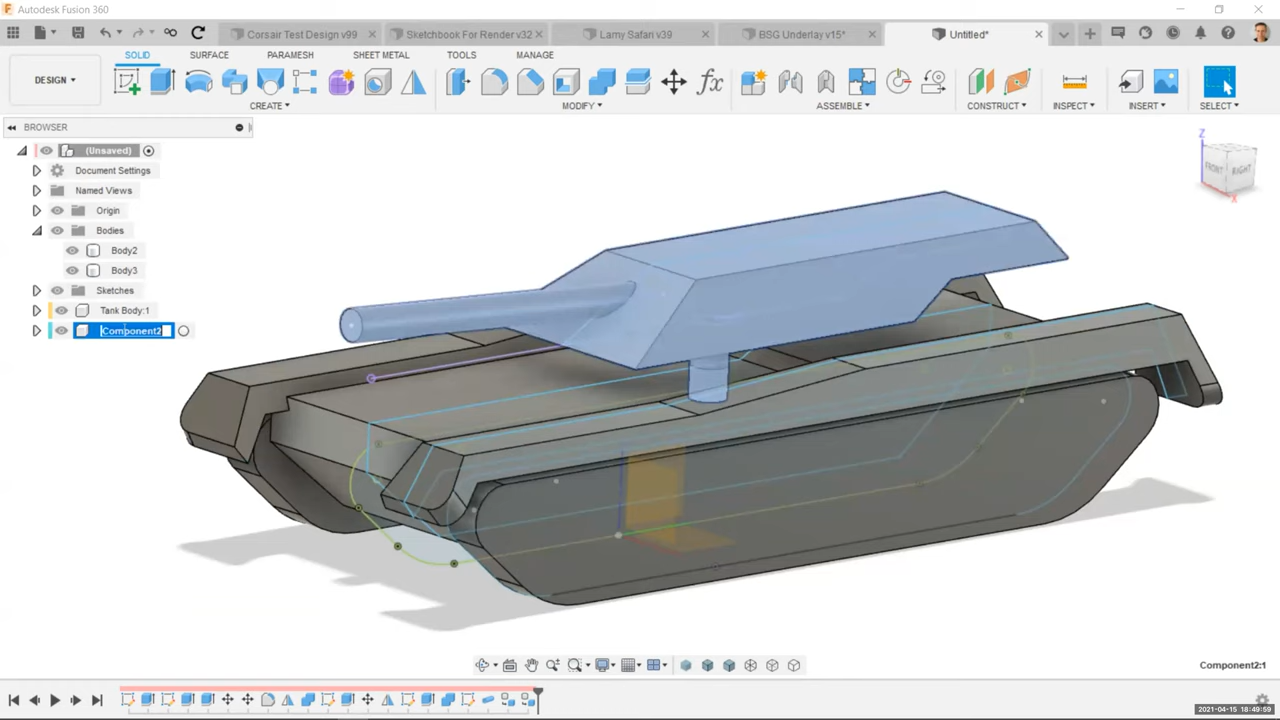 Autodesk Fusion 360
Corsair Test Design v99
Sketchbook For Render v32
Lamy Safari v39
BSG Underlay v15*
Untitled*
DESIGN
SOLID
SURFACE
PARAMESH
SHEET METAL
TOOLS
MANAGE
CREATE
MODIFY
ASSEMBLE
CONSTRUCT
INSPECT
INSERT
SELECT
BROWSER
(Unsaved)
Document Settings
Named Views
Origin
Bodies
Body2
Body3
Sketches
Tank Body:1
Component2
Z
FRONT
RIGHT
X
Component2:1
2021-04-15 18:49:59